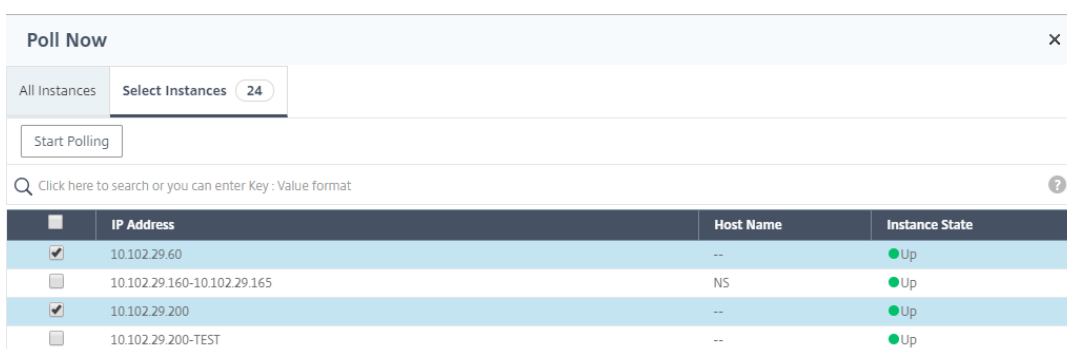 Poll Now ×
All Instances Select Instances 24
Start Polling
Click here to search or you can enter Key : Value format ?
IP Address Host Name Instance State
10.102.29.60 -- Up
10.102.29.160-10.102.29.165 NS Up
10.102.29.200 -- Up
10.102.29.200-TEST -- Up